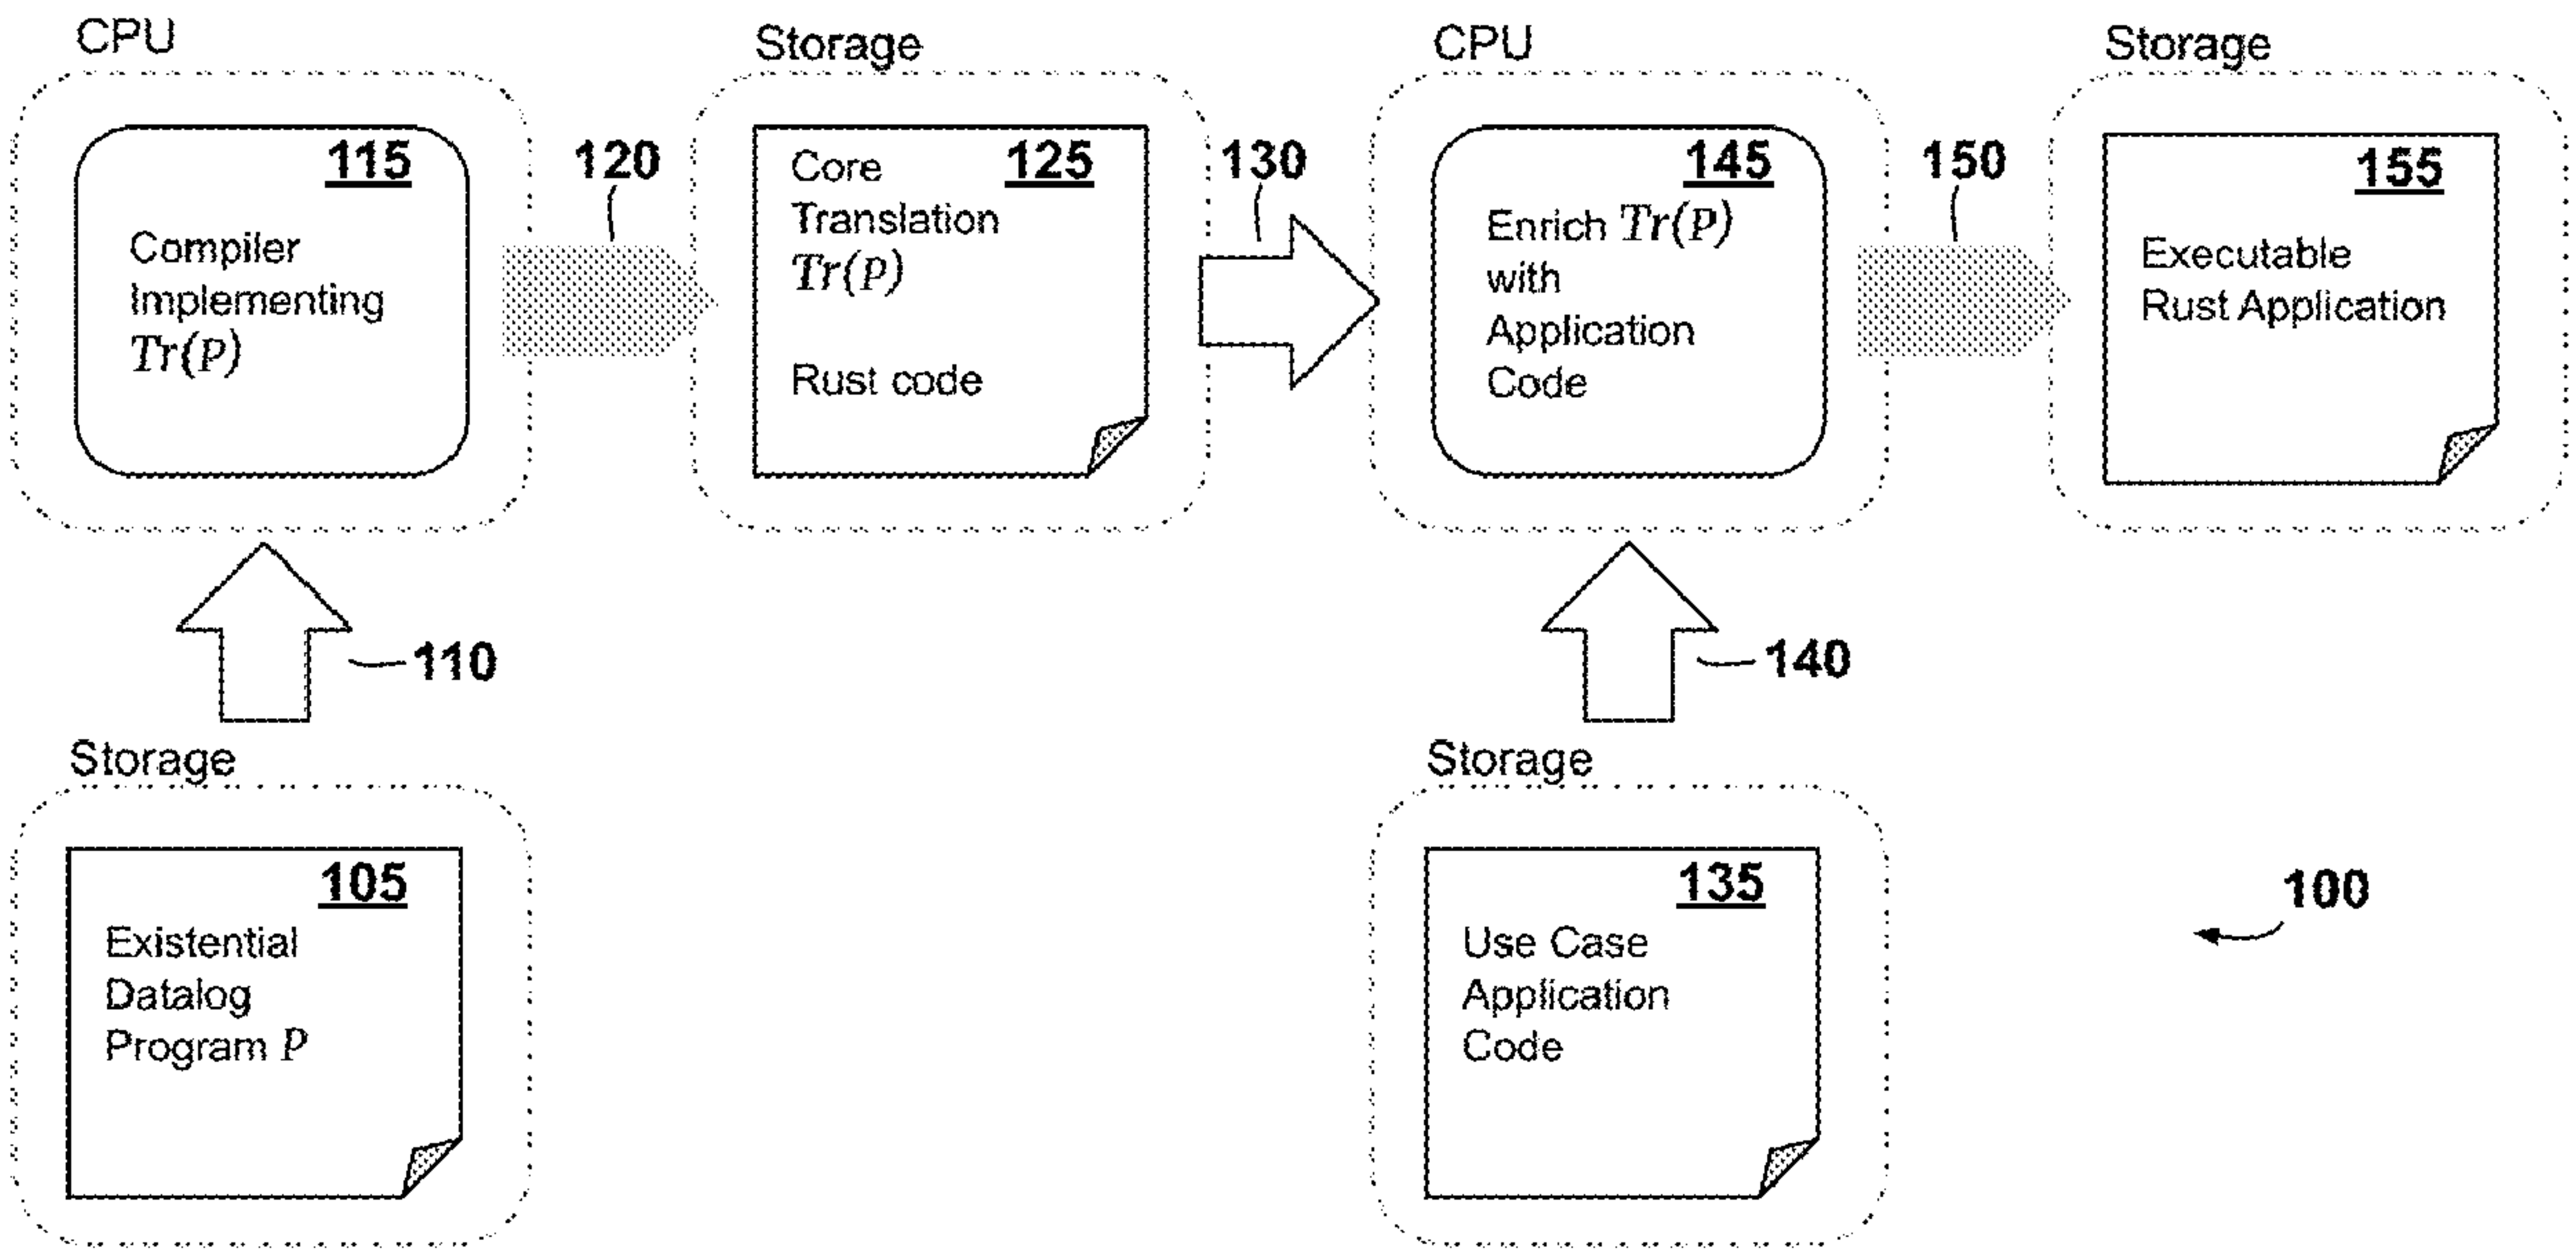 CPU
115
Compiler
Implementing
Tr(P)
120
Storage
Core
125
Translation
Tr(P)
Rust code
130
CPU
145
Enrich Tr(P)
with
Application
Code
150
Storage
155
Executable
Rust Application
110
140
Storage
105
Existential
Datalog
Program P
Storage
135
Use Case
Application
Code
100